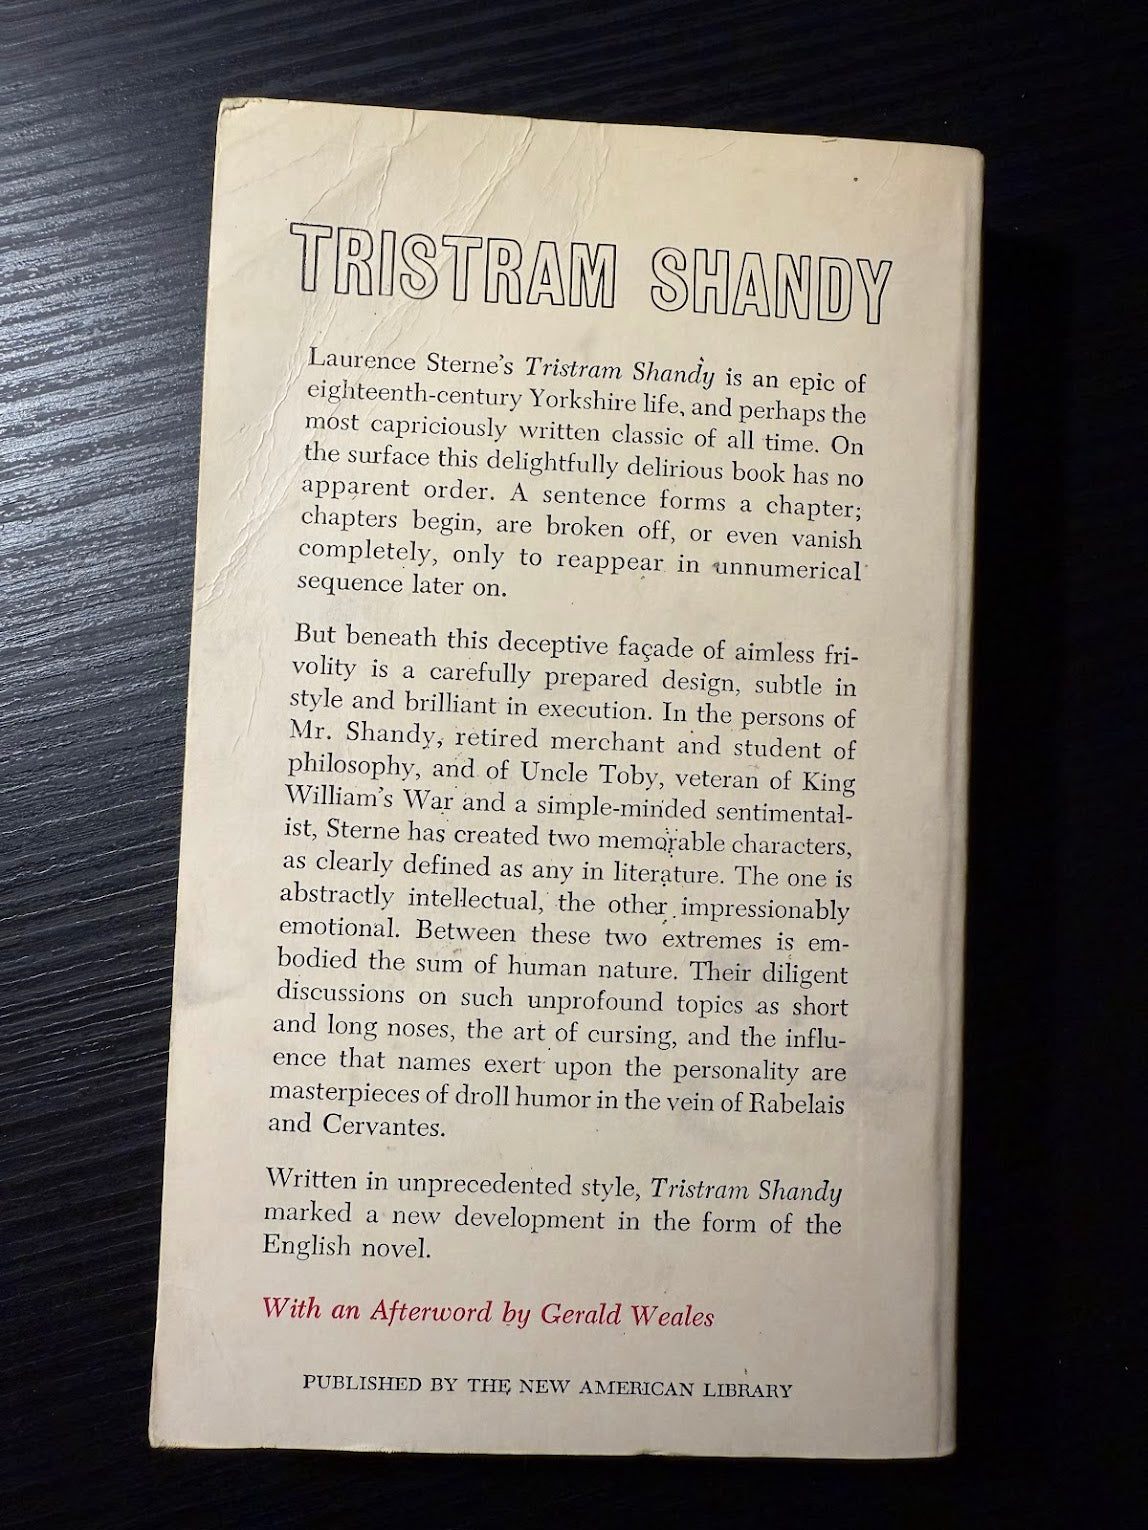 TRISTRAM SHANDY
Laurence Sterne's Tristram Shandy is an epic of
eighteenth-century Yorkshire life, and perhaps the
most capriciously written classic of all time. On
the surface this delightfully delirious book has no
apparent order. A sentence forms a chapter;
chapters begin, are broken off, or even vanish
completely, only to reappear in unnumerical
sequence later on.
But beneath this deceptive façade of aimless fri-
volity is a carefully prepared design, subtle in
style and brilliant in execution. In the persons of
Mr. Shandy, retired merchant and student of
philosophy, and of Uncle Toby, veteran of King
William's War and a simple-minded sentimental-
ist, Sterne has created two memorable characters,
as clearly defined as any in literature. The one is
abstractly intellectual, the other impressionably
emotional. Between these two extremes is em-
bodied the sum of human nature. Their diligent
discussions on such unprofound topics as short
and long noses, the art of cursing, and the influ-
ence that names exert upon the personality are
masterpieces of droll humor in the vein of Rabelais
and Cervantes.
Written in unprecedented style, Tristram Shandy
marked a new development in the form of the
English novel.
With an Afterword by Gerald Weales
PUBLISHED BY THE NEW AMERICAN LIBRARY